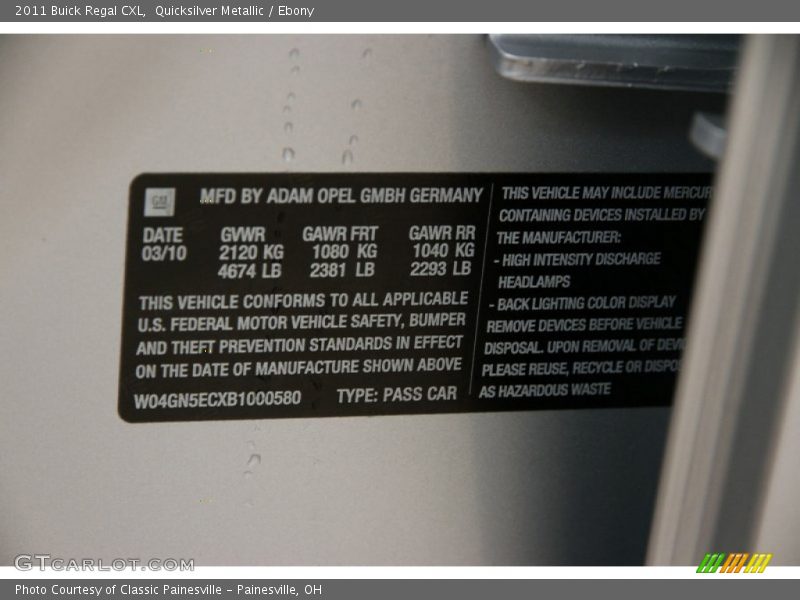 2011 Buick Regal CXL, Quicksilver Metallic / Ebony
GM
MFD BY ADAM OPEL GMBH GERMANY
DATE GVWR GAWR FRT GAWR RR
03/10 2120 KG 1080 KG 1040 KG
4674 LB 2381 LB 2293 LB
THIS VEHICLE CONFORMS TO ALL APPLICABLE
U.S. FEDERAL MOTOR VEHICLE SAFETY, BUMPER
AND THEFT PREVENTION STANDARDS IN EFFECT
ON THE DATE OF MANUFACTURE SHOWN ABOVE
W04GN5ECXB1000580 TYPE: PASS CAR
THIS VEHICLE MAY INCLUDE MERCUR
CONTAINING DEVICES INSTALLED BY
THE MANUFACTURER:
- HIGH INTENSITY DISCHARGE
HEADLAMPS
- BACK LIGHTING COLOR DISPLAY
REMOVE DEVICES BEFORE VEHICLE
DISPOSAL. UPON REMOVAL OF DEVIC
PLEASE REUSE, RECYCLE OR DISPOS
AS HAZARDOUS WASTE
GTCARLOT.COM
Photo Courtesy of Classic Painesville – Painesville, OH